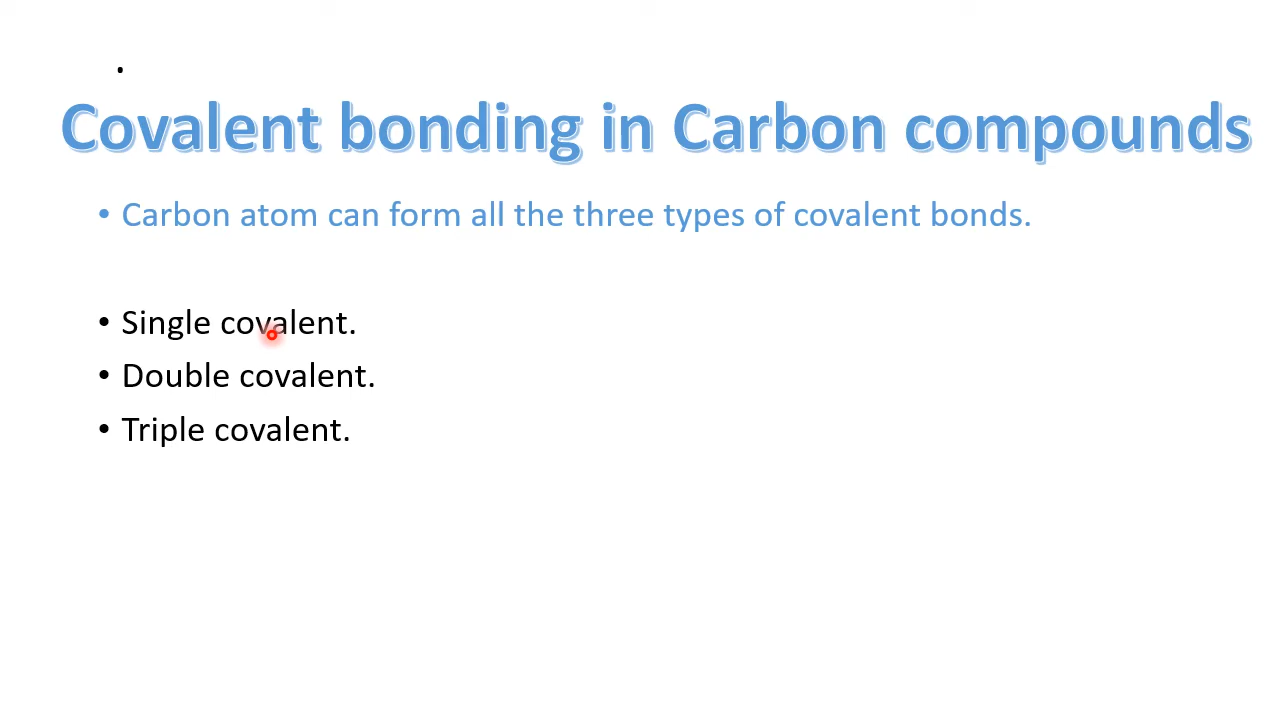 .
Covalent bonding in Carbon compounds
• Carbon atom can form all the three types of covalent bonds.
• Single covalent.
• Double covalent.
• Triple covalent.